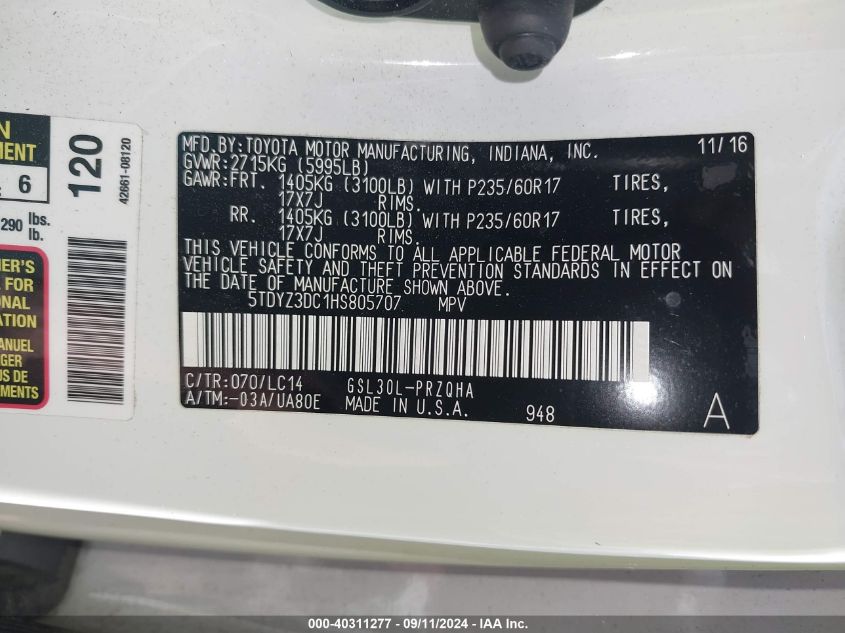 MFD.BY:TOYOTA MOTOR MANUFACTURING, INDIANA, INC. 11/16
GVWR:2715KG (5995LB)
GAWR:FRT. 1405KG (3100LB) WITH P235/60R17 TIRES,
17X7J RIMS.
RR. 1405KG (3100LB) WITH P235/60R17 TIRES,
17X7J RIMS.
THIS VEHICLE CONFORMS TO ALL APPLICABLE FEDERAL MOTOR
VEHICLE SAFETY AND THEFT PREVENTION STANDARDS IN EFFECT ON
THE DATE OF MANUFACTURE SHOWN ABOVE.
5TDYZ3DC1HS805707 MPV
C/TR:070/LC14 GSL30L-PRZQHA
A/TM:-03A/UA80E MADE IN U.S.A. 948 A
6
290 lbs.
lb.
120
42661-08120
FOR
000-40311277 - 09/11/2024 - IAA Inc.